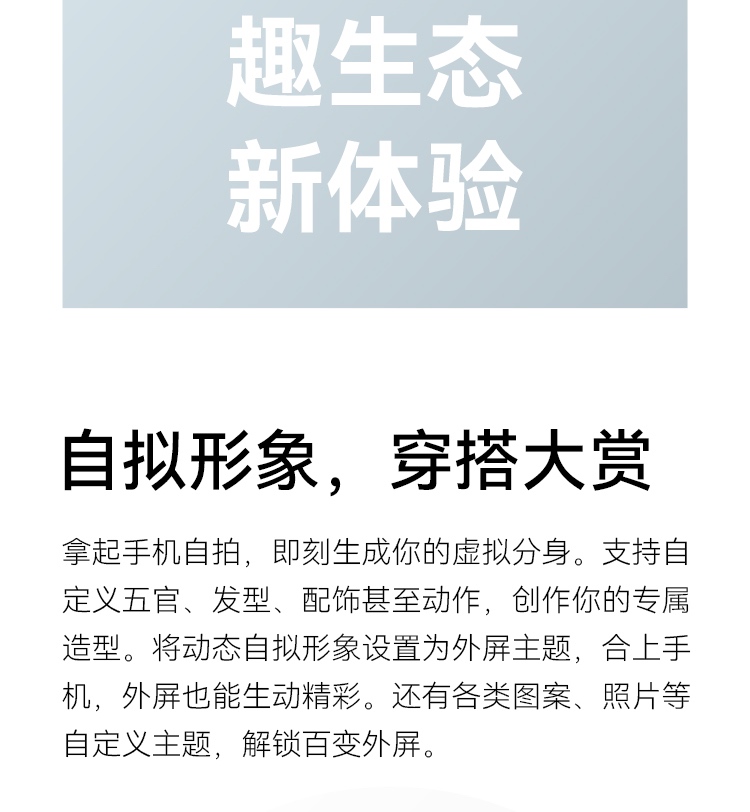 趣生态
新体验
自拟形象，穿搭大赏
拿起手机自拍，即刻生成你的虚拟分身。支持自
定义五官、发型、配饰甚至动作，创作你的专属
造型。将动态自拟形象设置为外屏主题，合上手
机，外屏也能生动精彩。还有各类图案、照片等
自定义主题，解锁百变外屏。